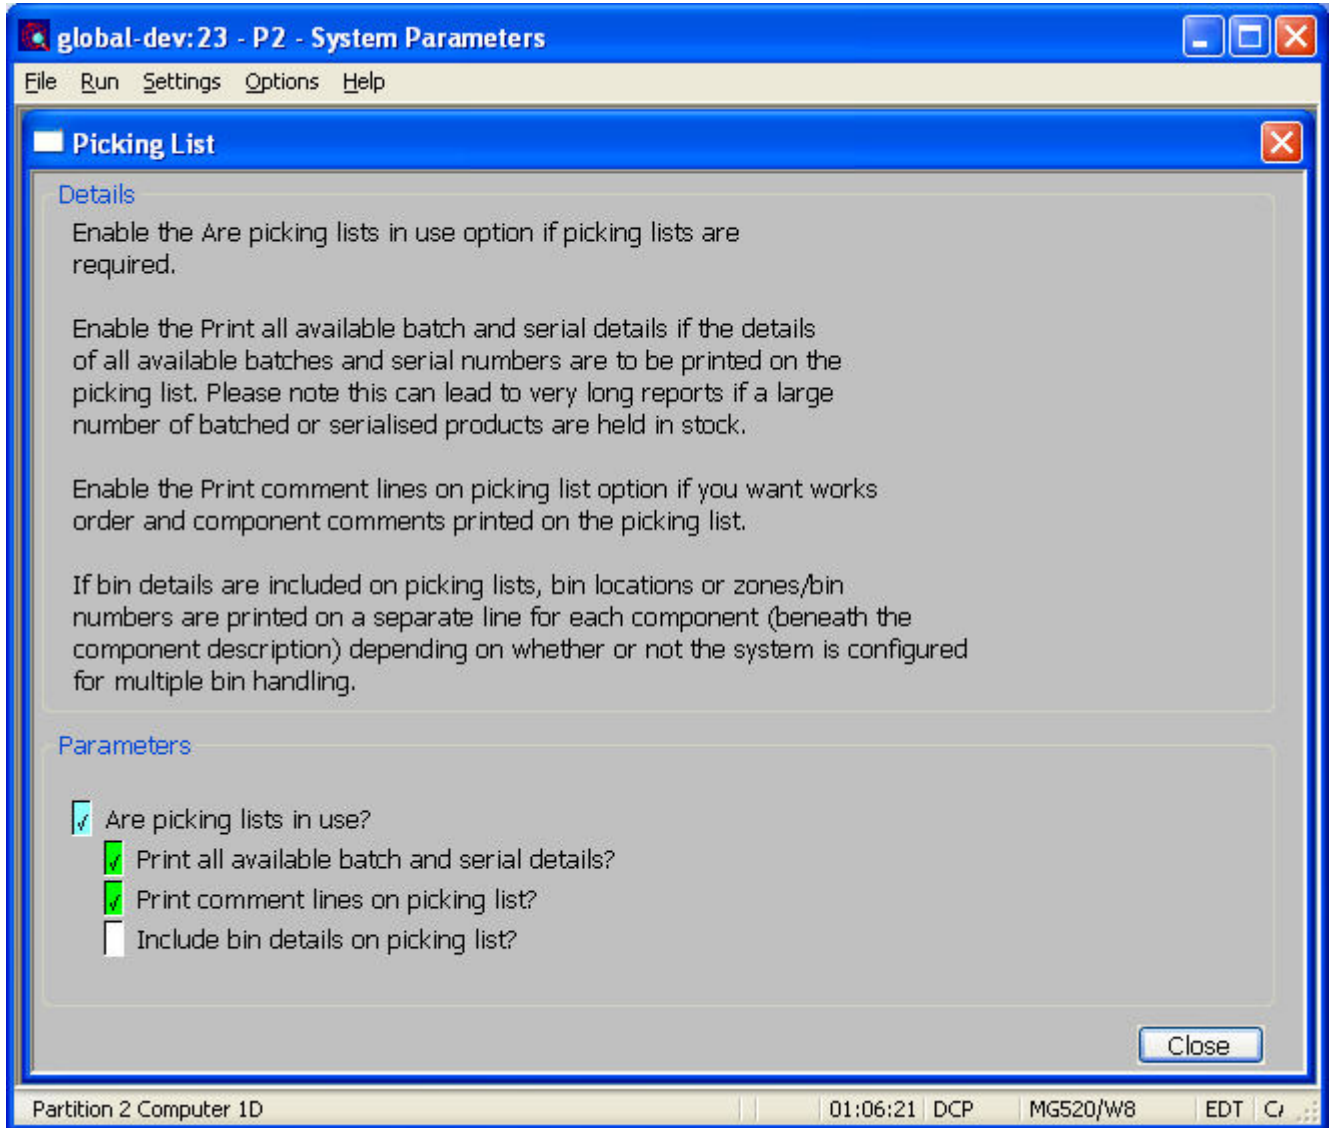 global-dev:23 - P2 - System Parameters
File Run Settings Options Help
Picking List
Details
Enable the Are picking lists in use option if picking lists are
required.
Enable the Print all available batch and serial details if the details
of all available batches and serial numbers are to be printed on the
picking list. Please note this can lead to very long reports if a large
number of batched or serialised products are held in stock.
Enable the Print comment lines on picking list option if you want works
order and component comments printed on the picking list.
If bin details are included on picking lists, bin locations or zones/bin
numbers are printed on a separate line for each component (beneath the
component description) depending on whether or not the system is configured
for multiple bin handling.
Parameters
Are picking lists in use?
Print all available batch and serial details?
Print comment lines on picking list?
Include bin details on picking list?
Close
Partition 2 Computer 1D 01:06:21 DCP MG520/W8 EDT